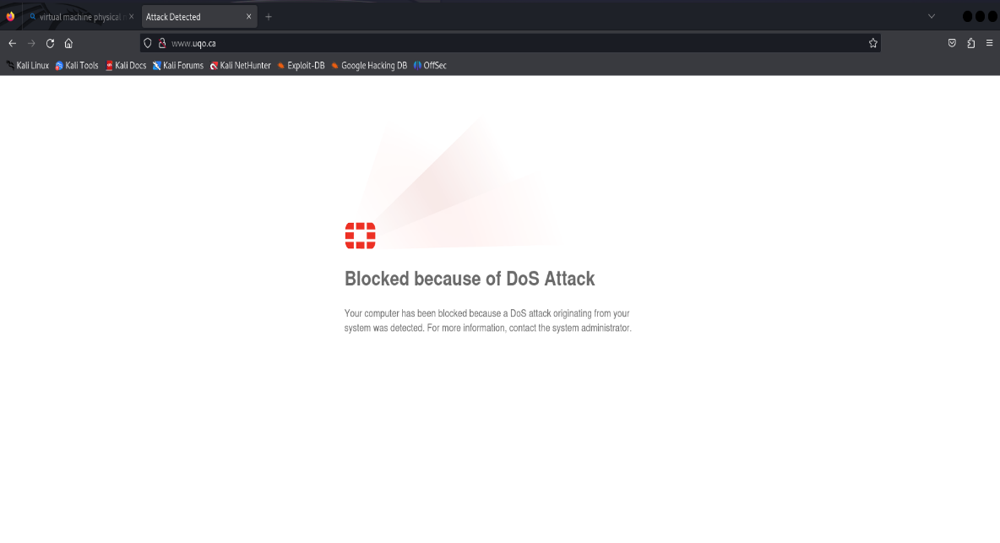 virtual machine physical
Attack Detected
www.uqo.ca
Kali Linux Kali Tools Kali Docs Kali Forums Kali NetHunter Exploit-DB Google Hacking DB OffSec
Blocked because of DoS Attack
Your computer has been blocked because a DoS attack originating from your
system was detected. For more information, contact the system administrator.